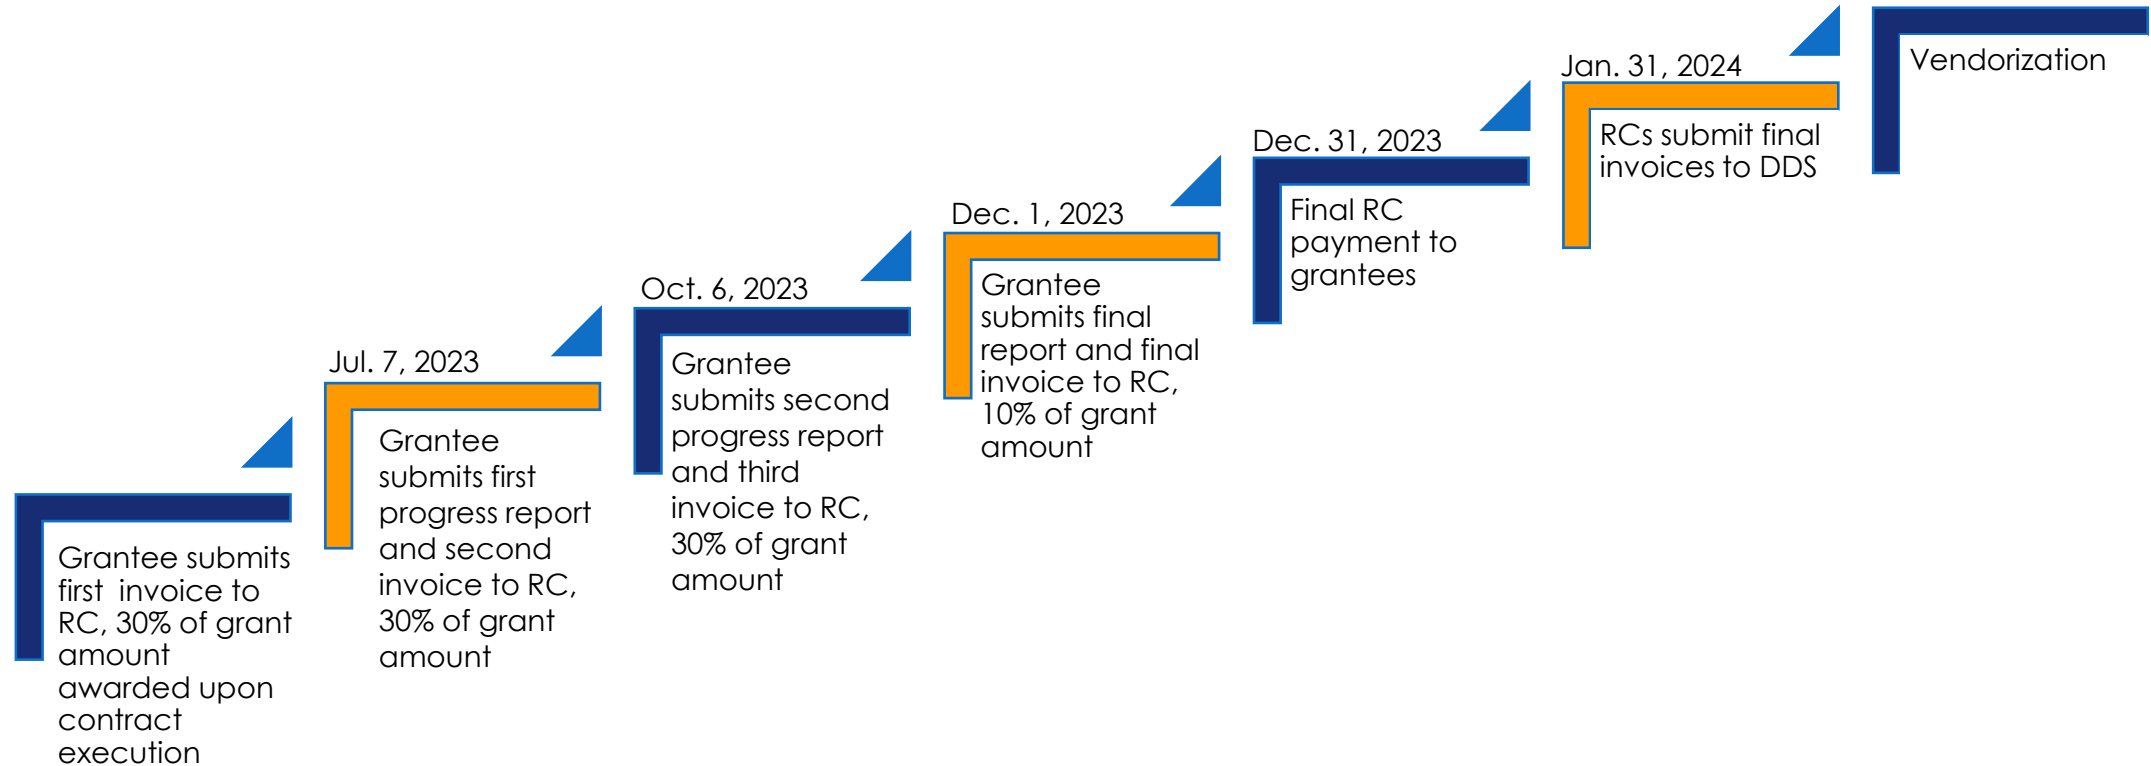 Grantee submits
first  invoice to
RC, 30% of grant
amount
awarded upon
contract
execution
Jul. 7, 2023
Grantee
submits first
progress report
and second
invoice to RC,
30% of grant
amount
Oct. 6, 2023
Grantee
submits second
progress report
and third
invoice to RC,
30% of grant
amount
Dec. 1, 2023
Grantee
submits final
report and final
invoice to RC,
10% of grant
amount
Dec. 31, 2023
Final RC
payment to
grantees
Jan. 31, 2024
RCs submit final
invoices to DDS
Vendorization